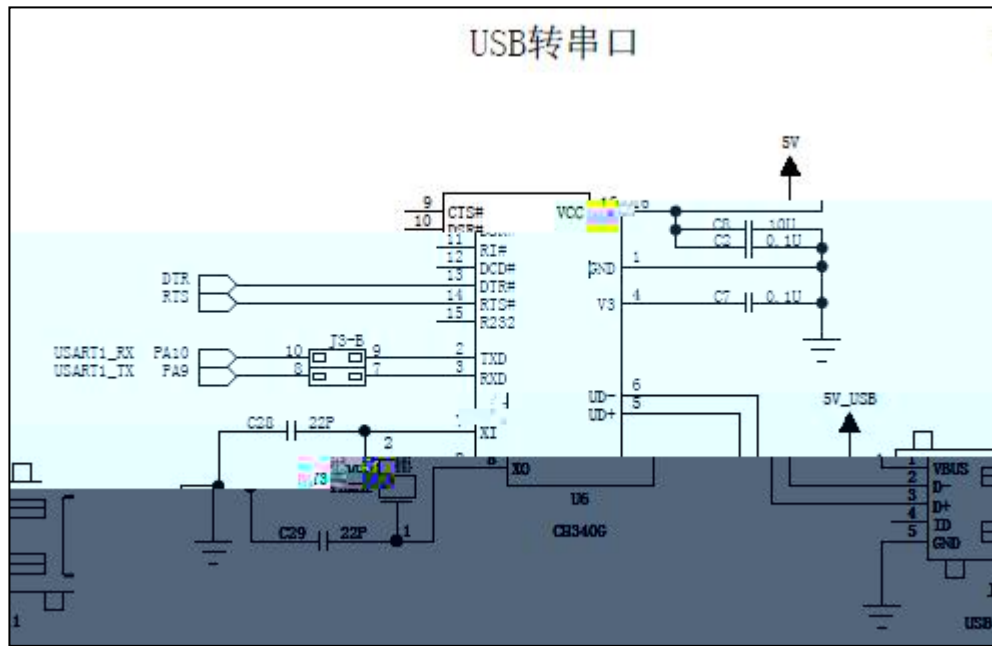 USB转串口
5V
9 CTS# VCC
10 DSR#
C8 10U
11 RI# C2 0.1U
12 DCD# GND 1
DTR 13 DTR#
RTS 14 RTS# V3 4 C7 0.1U
15 R232
J3-B
USART1_RX PA10 10 9 2 TXD
USART1_TX PA9 8 7 3 RXD
UD- 6
UD+ 5
5V_USB
C28 22P XI
2
8 XO
1 VBUS
2 D-
3 D+
4 ID
5 GND
U6
C29 22P 1 CH340G
1
USB